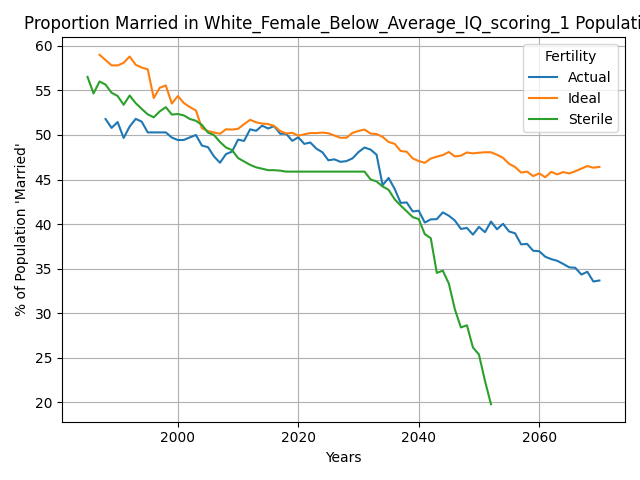 Proportion Married in White_Female_Below_Average_IQ_scoring_1 Populati
60
55
50
45
40
35
30
25
20
% of Population 'Married'
Fertility
Actual
Ideal
Sterile
2000
2020
2040
2060
Years